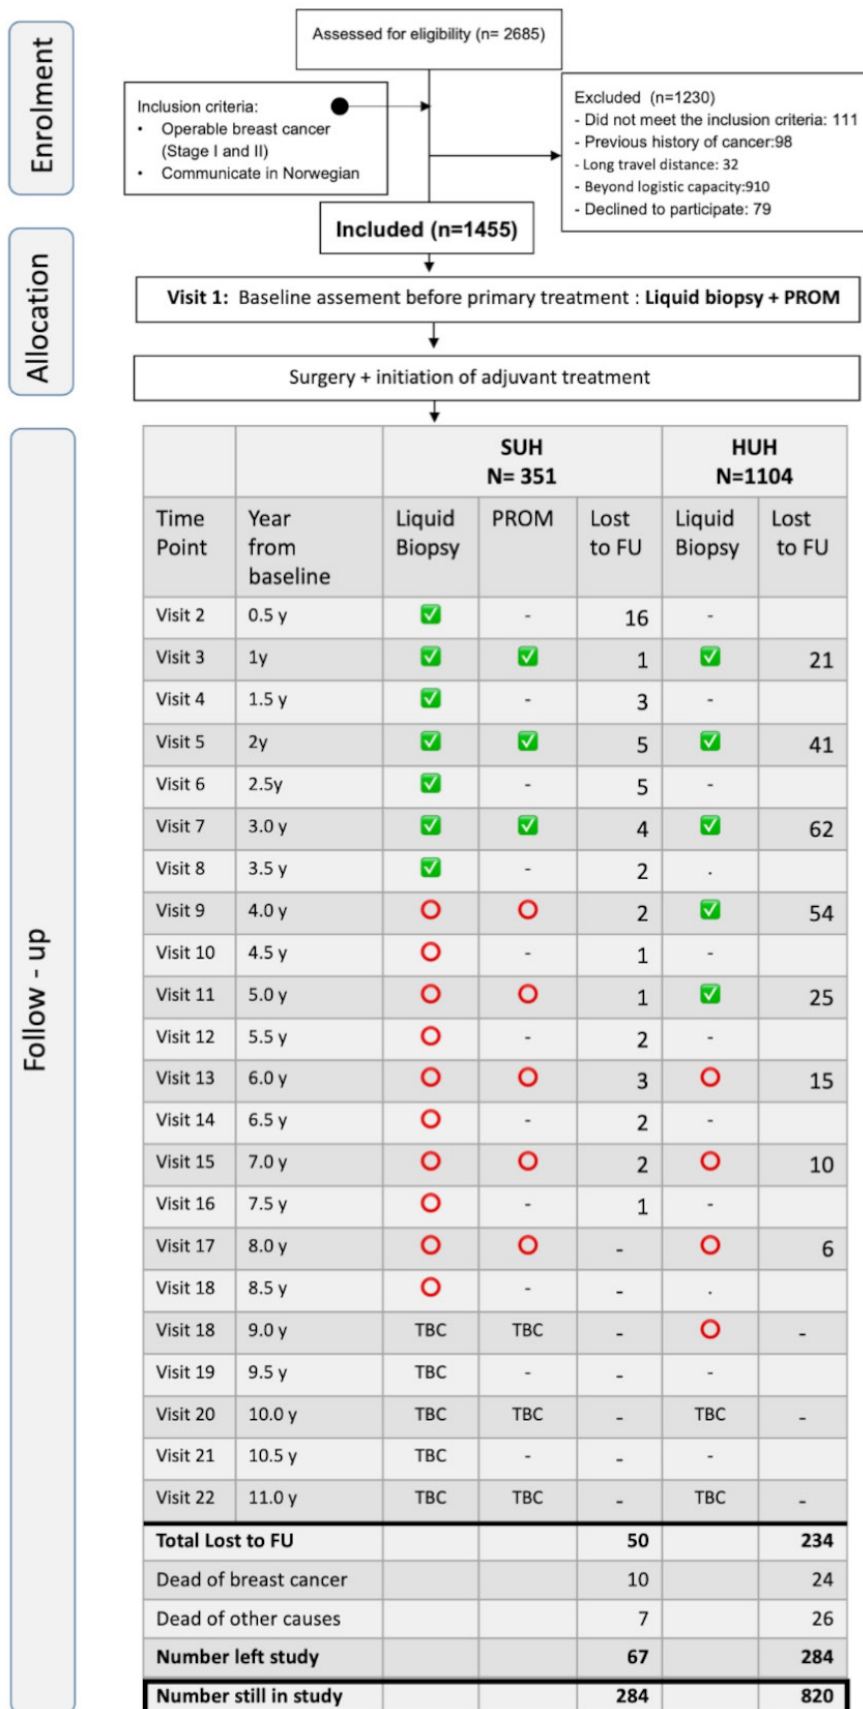 Enrolment
Assessed for eligibility (n= 2685)
Inclusion criteria:
• Operable breast cancer
(Stage I and II)
• Communicate in Norwegian
Excluded (n=1230)
- Did not meet the inclusion criteria: 111
- Previous history of cancer:98
- Long travel distance: 32
- Beyond logistic capacity:910
- Declined to participate: 79
Included (n=1455)
Allocation
Visit 1: Baseline assement before primary treatment : Liquid biopsy + PROM
Surgery + initiation of adjuvant treatment
Follow - up
SUH HUH
N= 351 N=1104
Time Year Liquid PROM Lost Liquid Lost
Point from Biopsy to FU Biopsy to FU
baseline
Visit 2 0.5 y ✅ - 16 -
Visit 3 1y ✅ ✅ 1 ✅ 21
Visit 4 1.5 y ✅ - 3 -
Visit 5 2y ✅ ✅ 5 ✅ 41
Visit 6 2.5y ✅ - 5 -
Visit 7 3.0 y ✅ ✅ 4 ✅ 62
Visit 8 3.5 y ✅ - 2 .
Visit 9 4.0 y ⭕ ⭕ 2 ✅ 54
Visit 10 4.5 y ⭕ - 1 -
Visit 11 5.0 y ⭕ ⭕ 1 ✅ 25
Visit 12 5.5 y ⭕ - 2 -
Visit 13 6.0 y ⭕ ⭕ 3 ⭕ 15
Visit 14 6.5 y ⭕ - 2 -
Visit 15 7.0 y ⭕ ⭕ 2 ⭕ 10
Visit 16 7.5 y ⭕ - 1 -
Visit 17 8.0 y ⭕ ⭕ - ⭕ 6
Visit 18 8.5 y ⭕ - - .
Visit 18 9.0 y TBC TBC - ⭕ -
Visit 19 9.5 y TBC - - -
Visit 20 10.0 y TBC TBC - TBC -
Visit 21 10.5 y TBC - - -
Visit 22 11.0 y TBC TBC - TBC -
Total Lost to FU 50 234
Dead of breast cancer 10 24
Dead of other causes 7 26
Number left study 67 284
Number still in study 284 820